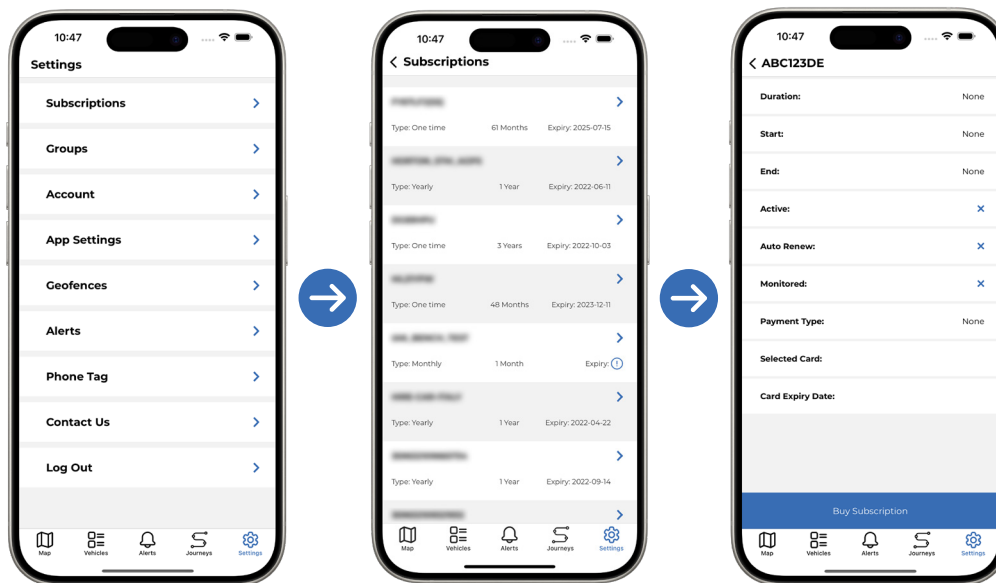 10:47
Settings
Subscriptions
Groups
Account
App Settings
Geofences
Alerts
Phone Tag
Contact Us
Log Out
Map Vehicles Alerts Journeys Settings
10:47
Subscriptions
Type: One time 61 Months Expiry: 2025-07-15
Type: Yearly 1 Year Expiry: 2022-06-11
Type: One time 3 Years Expiry: 2022-10-03
Type: One time 48 Months Expiry: 2023-12-11
Type: Monthly 1 Month Expiry: !
Type: Yearly 1 Year Expiry: 2022-04-22
Type: Yearly 1 Year Expiry: 2022-09-14
Map Vehicles Alerts Journeys Settings
10:47
ABC123DE
Duration: None
Start: None
End: None
Active:
Auto Renew:
Monitored:
Payment Type: None
Selected Card:
Card Expiry Date:
Buy Subscription
Map Vehicles Alerts Journeys Settings